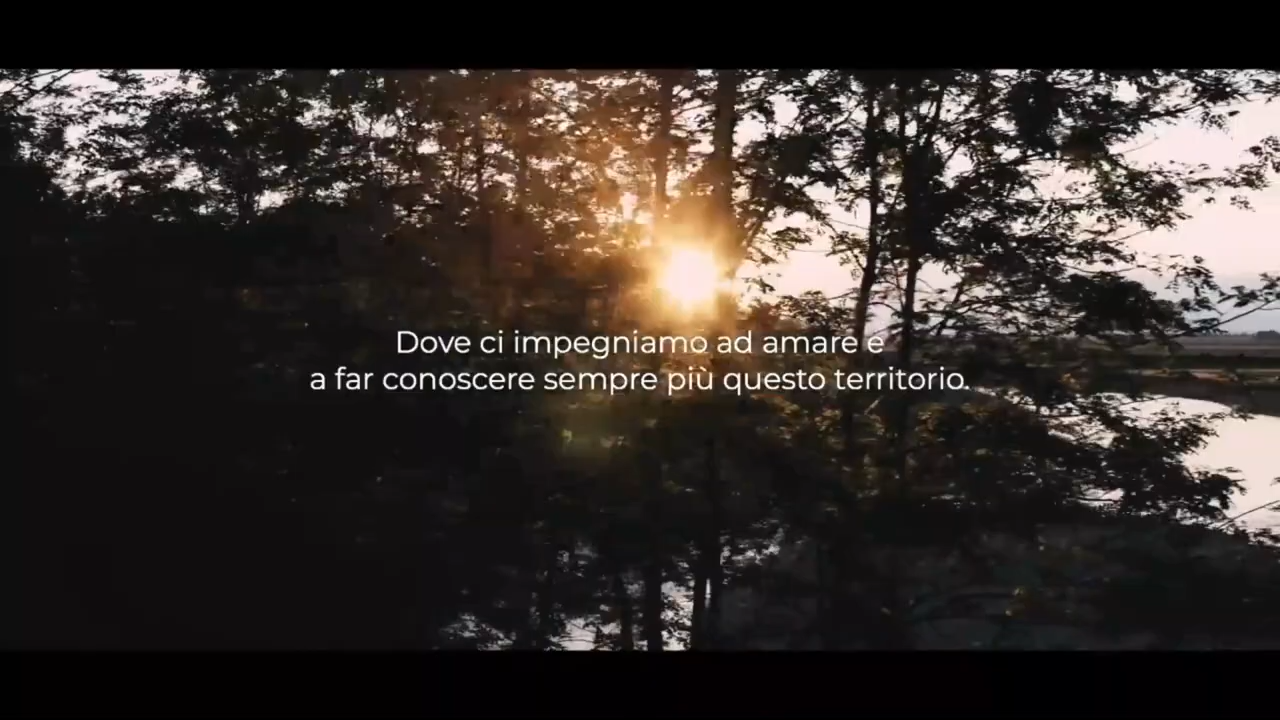 Dove ci impegniamo ad amare e
a far conoscere sempre più questo territorio.